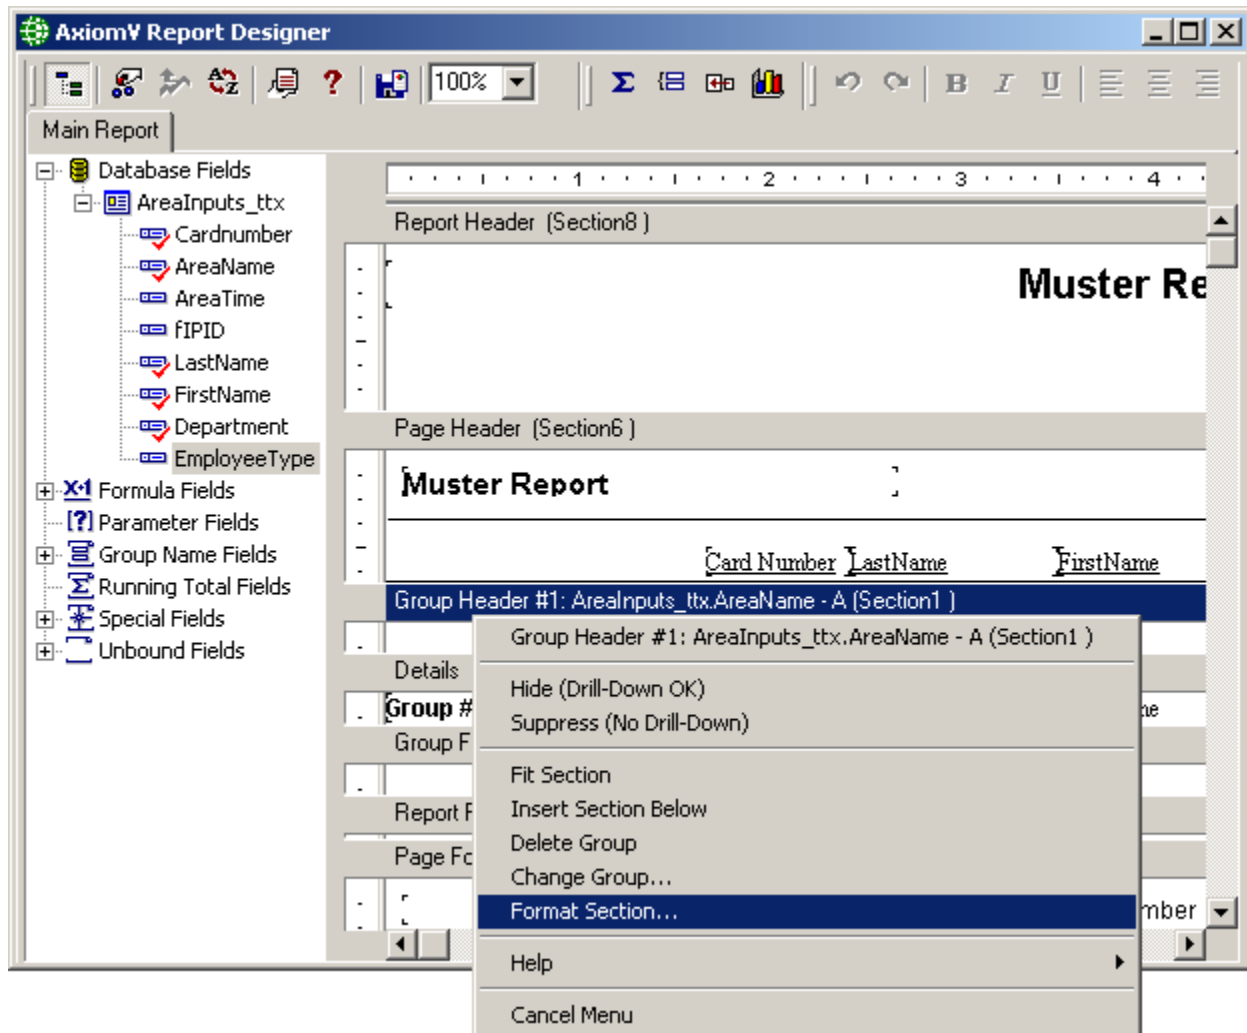 AxiomV Report Designer
100%
Main Report
Database Fields
AreaInputs_ttx
Cardnumber
AreaName
AreaTime
fIPID
LastName
FirstName
Department
EmployeeType
Formula Fields
Parameter Fields
Group Name Fields
Running Total Fields
Special Fields
Unbound Fields
1 2 3 4
Report Header (Section8 )
Muster Re
Page Header (Section6 )
Muster Report
Card Number LastName FirstName
Group Header #1: AreaInputs_ttx.AreaName - A (Section1 )
Details
Group #
Group F
Report F
Page Fo
mber
Group Header #1: AreaInputs_ttx.AreaName - A (Section1 )
Hide (Drill-Down OK)
Suppress (No Drill-Down)
Fit Section
Insert Section Below
Delete Group
Change Group...
Format Section...
Help
Cancel Menu